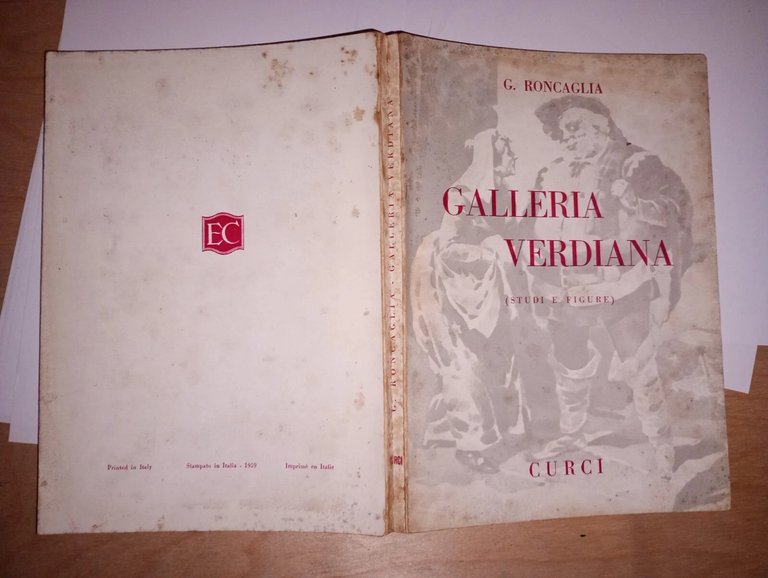 EC
Printed in Italy Stampato in Italia - 1959 Imprimé en Italie
G. RONCAGLIA - GALLERIA VERDIANA
G. RONCAGLIA
GALLERIA
VERDIANA
(STUDI E FIGURE)
CURCI